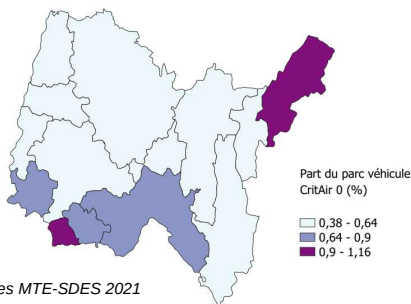 Part du parc véhicule
CritAir 0 (%)
0,38 - 0,64
0,64 - 0,9
0,9 - 1,16
es MTE-SDES 2021